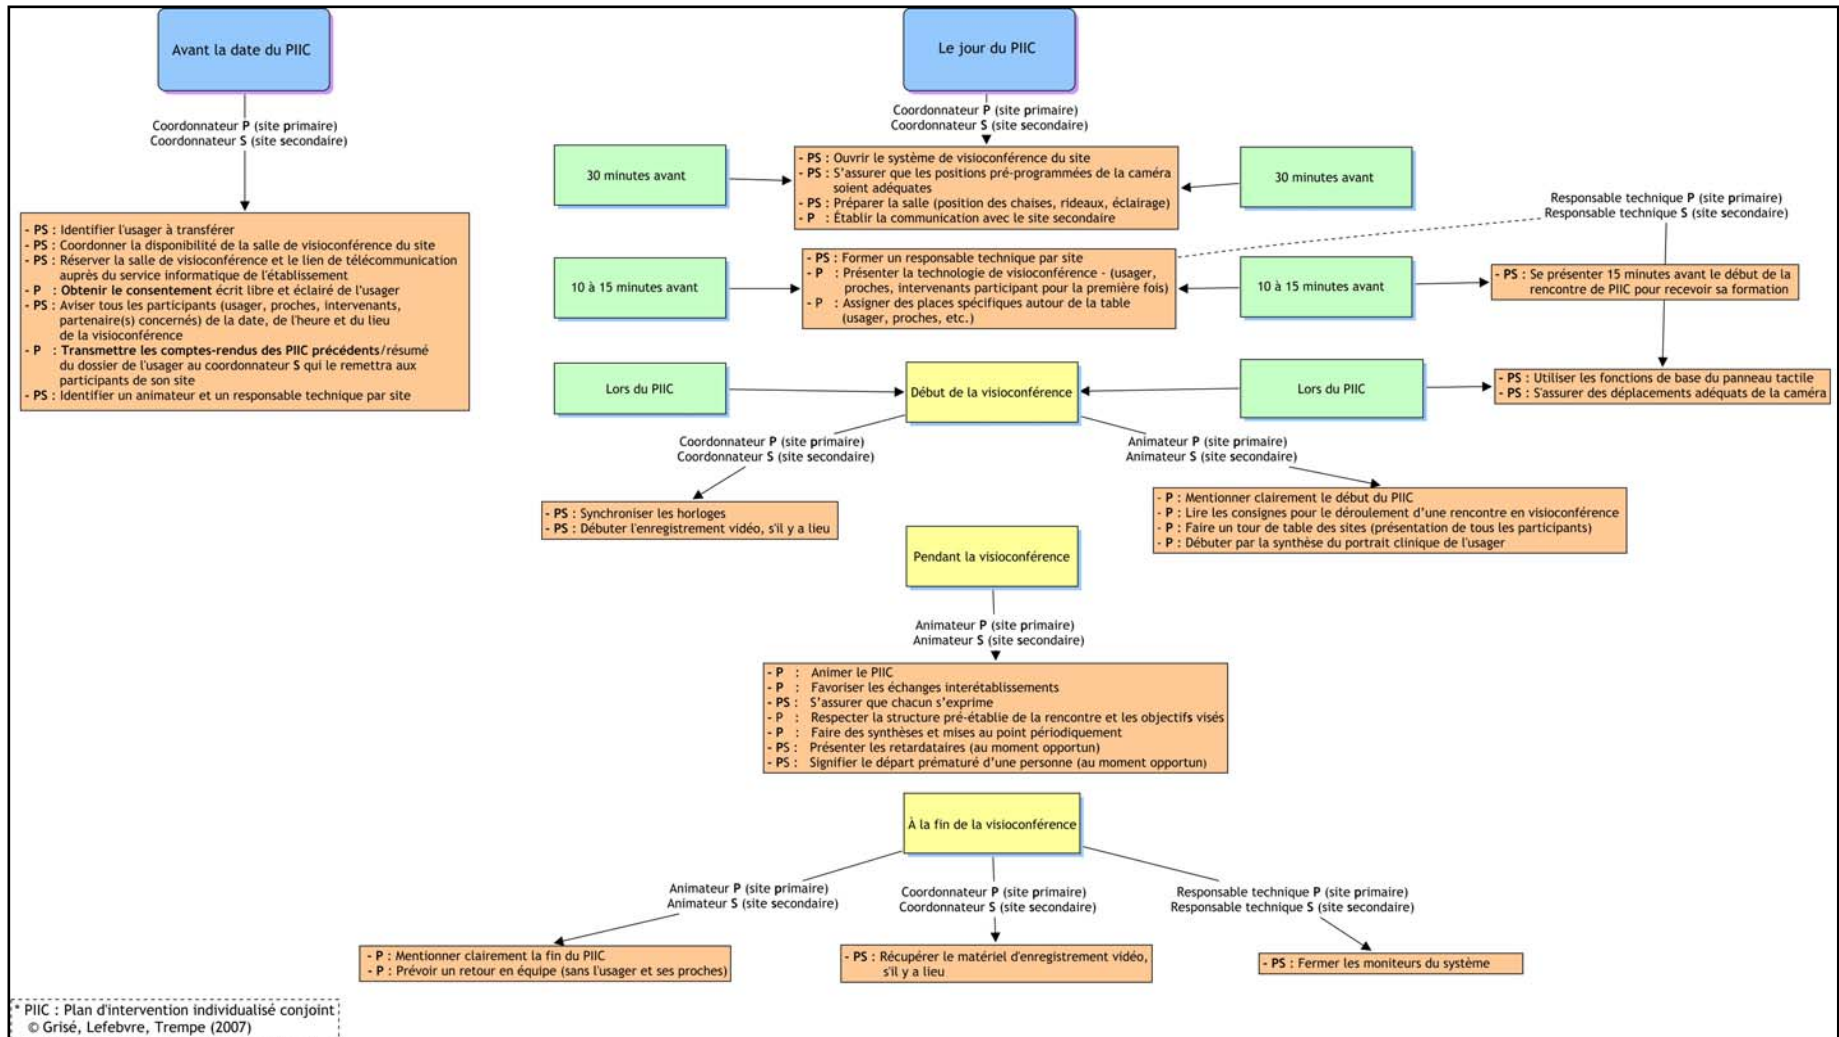 Avant la date du PIIC
Coordonnateur P (site primaire)
Coordonnateur S (site secondaire)
- PS : Identifier l'usager à transférer
- PS : Coordonner la disponibilité de la salle de visioconférence du site
- PS : Réserver la salle de visioconférence et le lien de télécommunication
auprès du service informatique de l'établissement
- P : Obtenir le consentement écrit libre et éclairé de l'usager
- PS : Aviser tous les participants (usager, proches, intervenants,
partenaire(s) concernés) de la date, de l'heure et du lieu
de la visioconférence
- P : Transmettre les comptes-rendus des PIIC précédents/résumé
du dossier de l'usager au coordonnateur S qui le remettra aux
participants de son site
- PS : Identifier un animateur et un responsable technique par site
Le jour du PIIC
Coordonnateur P (site primaire)
Coordonnateur S (site secondaire)
30 minutes avant
- PS : Ouvrir le système de visioconférence du site
- PS : S'assurer que les positions pré-programmées de la caméra
soient adéquates
- PS : Préparer la salle (position des chaises, rideaux, éclairage)
- P : Établir la communication avec le site secondaire
30 minutes avant
Responsable technique P (site primaire)
Responsable technique S (site secondaire)
10 à 15 minutes avant
- PS : Former un responsable technique par site
- P : Présenter la technologie de visioconférence - (usager,
proches, intervenants participant pour la première fois)
- P : Assigner des places spécifiques autour de la table
(usager, proches, etc.)
10 à 15 minutes avant
- PS : Se présenter 15 minutes avant le début de la
rencontre de PIIC pour recevoir sa formation
Lors du PIIC
Début de la visioconférence
Lors du PIIC
- PS : Utiliser les fonctions de base du panneau tactile
- PS : S'assurer des déplacements adéquats de la caméra
Coordonnateur P (site primaire)
Coordonnateur S (site secondaire)
Animateur P (site primaire)
Animateur S (site secondaire)
- PS : Synchroniser les horloges
- PS : Débuter l'enregistrement vidéo, s'il y a lieu
- P : Mentionner clairement le début du PIIC
- P : Lire les consignes pour le déroulement d'une rencontre en visioconférence
- P : Faire un tour de table des sites (présentation de tous les participants)
- P : Débuter par la synthèse du portrait clinique de l'usager
Pendant la visioconférence
Animateur P (site primaire)
Animateur S (site secondaire)
- P : Animer le PIIC
- P : Favoriser les échanges interétablissements
- PS : S'assurer que chacun s'exprime
- P : Respecter la structure pré-établie de la rencontre et les objectifs visés
- P : Faire des synthèses et mises au point périodiquement
- PS : Présenter les retardataires (au moment opportun)
- PS : Signifier le départ prématuré d'une personne (au moment opportun)
À la fin de la visioconférence
Animateur P (site primaire)
Animateur S (site secondaire)
Coordonnateur P (site primaire)
Coordonnateur S (site secondaire)
Responsable technique P (site primaire)
Responsable technique S (site secondaire)
- P : Mentionner clairement la fin du PIIC
- P : Prévoir un retour en équipe (sans l'usager et ses proches)
- PS : Récupérer le matériel d'enregistrement vidéo,
s'il y a lieu
- PS : Fermer les moniteurs du système
* PIIC : Plan d'intervention individualisé conjoint
© Grisé, Lefebvre, Trempe (2007)